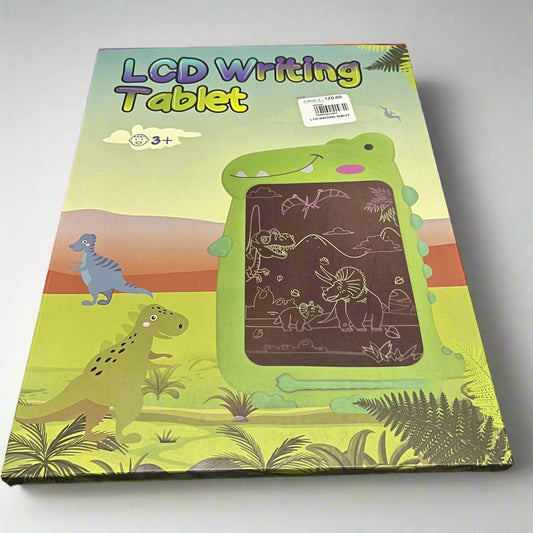 LCD Writing
Tablet
3+
120.00
LCD WRITING TABLET